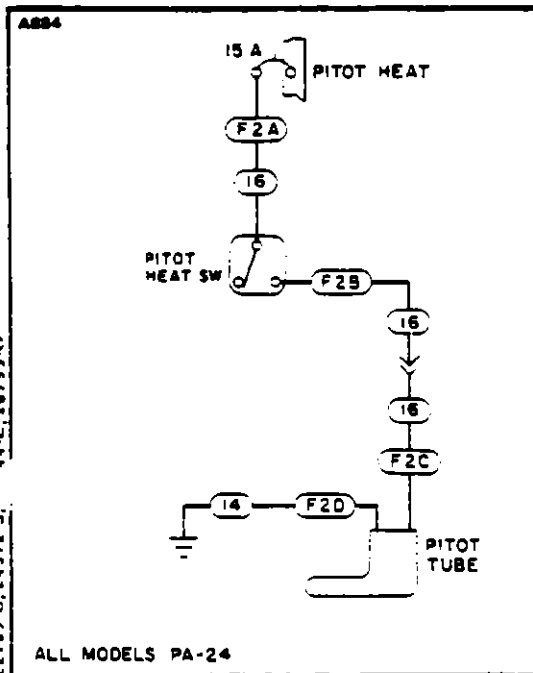 A884
15 A
PITOT HEAT
F2A
16
PITOT
HEAT SW
F2B
16
16
F2C
14
F2D
PITOT
TUBE
ALL MODELS PA-24